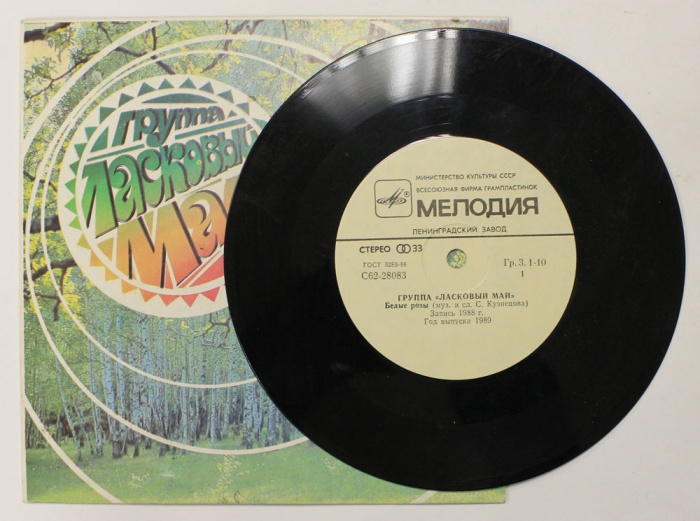 группа
Ласковый
Май
МИНИСТЕРСТВО КУЛЬТУРЫ СССР
ВСЕСОЮЗНАЯ ФИРМА ГРАМПЛАСТИНОК
МЕЛОДИЯ
ЛЕНИНГРАДСКИЙ ЗАВОД
СТЕРЕО 33
ГОСТ 5289-88 Гр. 3. 1-10
С62-28083 1
ГРУППА «ЛАСКОВЫЙ МАЙ»
Белые розы (муз. и сл. С. Кузнецова)
Запись 1988 г.
Год выпуска 1989